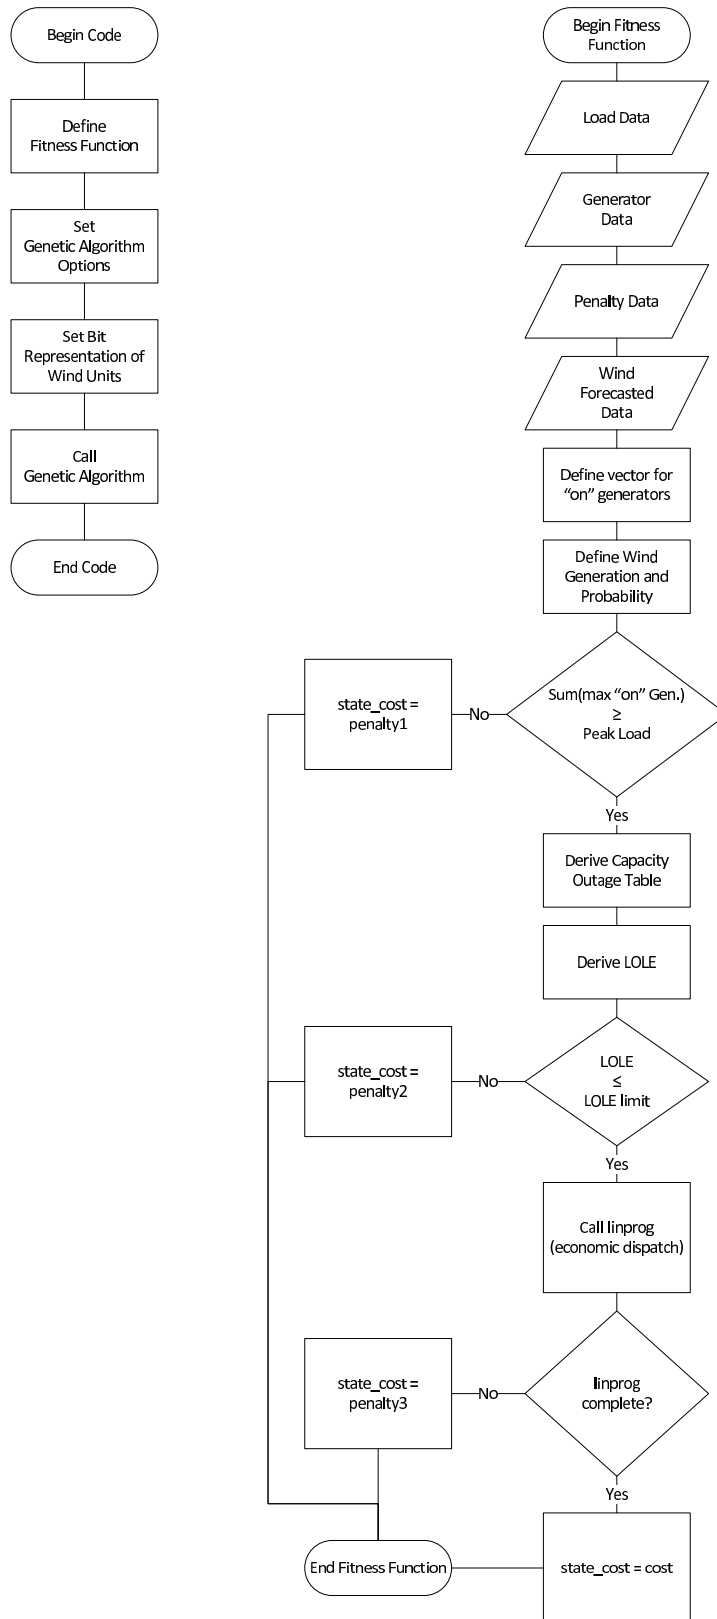 Begin Code
Define
Fitness Function
Set
Genetic Algorithm
Options
Set Bit
Representation of
Wind Units
Call
Genetic Algorithm
End Code
Begin Fitness
Function
Load Data
Generator
Data
Penalty Data
Wind
Forecasted
Data
Define vector for
“on” generators
Define Wind
Generation and
Probability
Sum(max “on” Gen.)
≥
Peak Load
No
state_cost =
penalty1
Yes
Derive Capacity
Outage Table
Derive LOLE
LOLE
≤
LOLE limit
No
state_cost =
penalty2
Yes
Call linprog
(economic dispatch)
linprog
complete?
No
state_cost =
penalty3
Yes
state_cost = cost
End Fitness Function